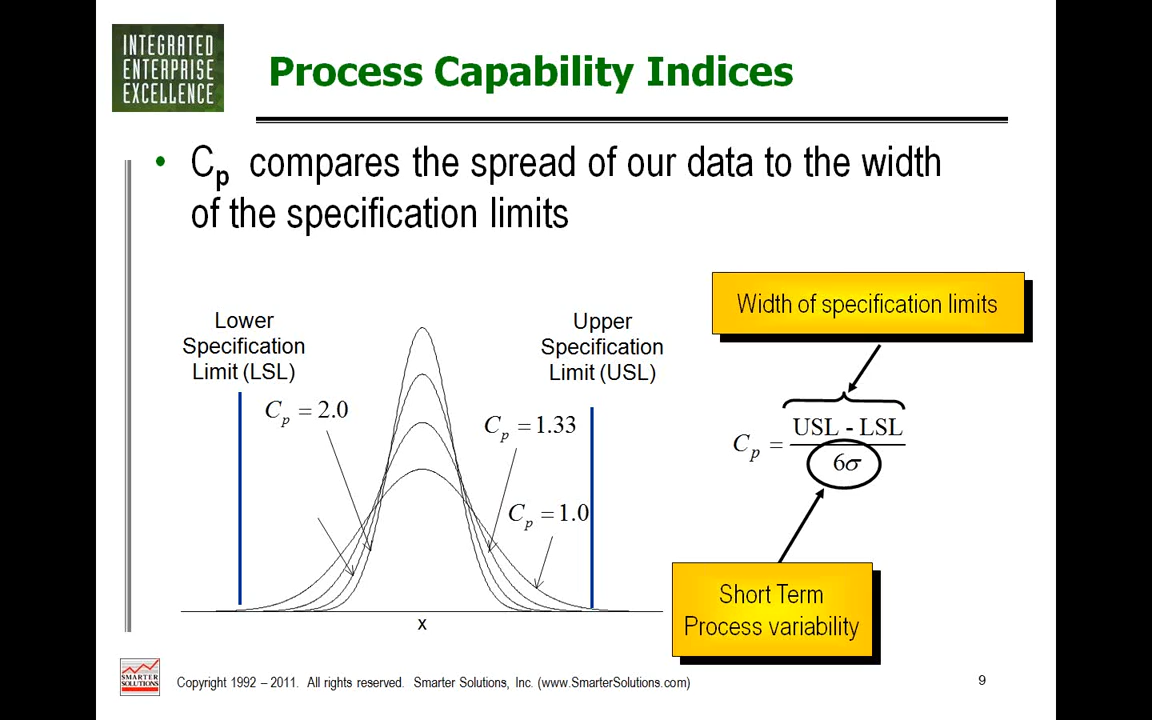 INTEGRATED
ENTERPRISE
EXCELLENCE
Process Capability Indices
• Cp compares the spread of our data to the width
of the specification limits
Lower
Specification
Limit (LSL)
Upper
Specification
Limit (USL)
Cp = 2.0
Cp = 1.33
Cp = 1.0
x
Width of specification limits
Cp = USL - LSL
6σ
Short Term
Process variability
SMARTER
SOLUTIONS
Copyright 1992 – 2011. All rights reserved. Smarter Solutions, Inc. (www.SmarterSolutions.com)
9